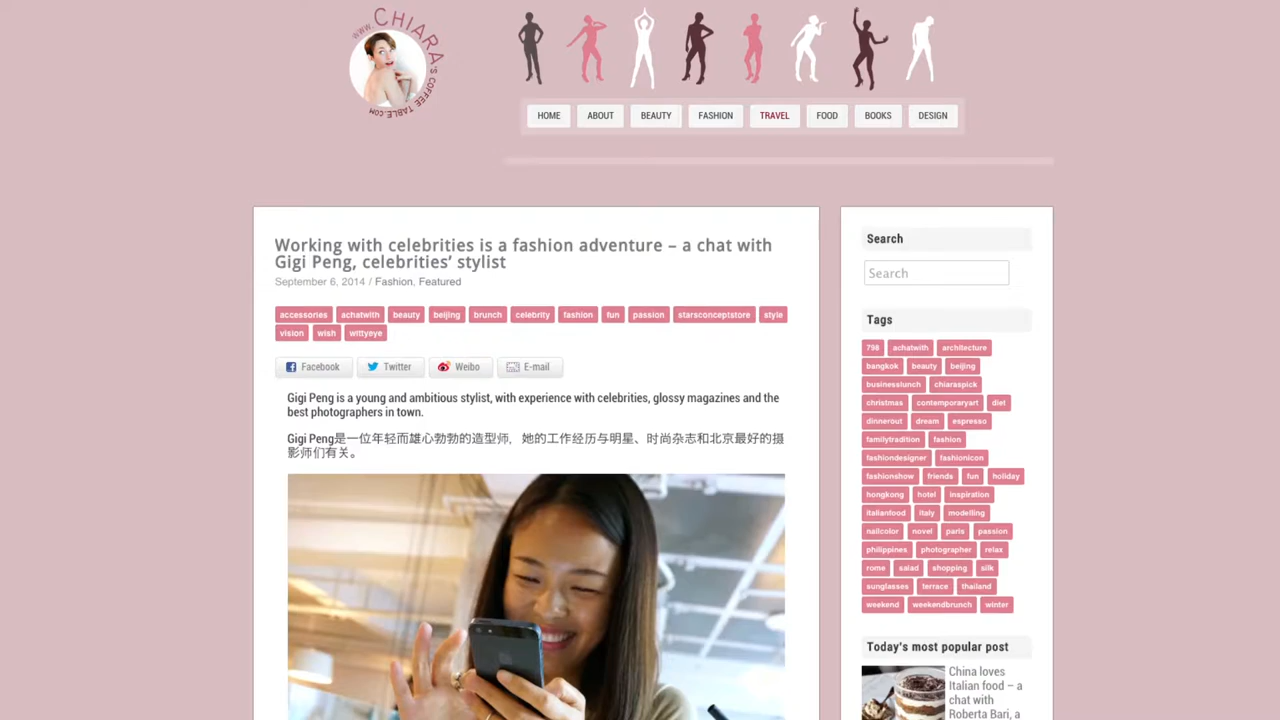 WWW.CHIARA'S COFFEE TABLE.COM
HOME ABOUT BEAUTY FASHION TRAVEL FOOD BOOKS DESIGN
Working with celebrities is a fashion adventure – a chat with
Gigi Peng, celebrities’ stylist
September 6, 2014 / Fashion, Featured
accessories achatwith beauty beijing brunch celebrity fashion fun passion starsconceptstore style
vision wish wittyeye
Facebook Twitter Weibo E-mail
Gigi Peng is a young and ambitious stylist, with experience with celebrities, glossy magazines and the
best photographers in town.
Gigi Peng是一位年轻而雄心勃勃的造型师，她的工作经历与明星、时尚杂志和北京最好的摄
影师们有关。
Search
Search
Tags
798 achatwith architecture
bangkok beauty beijing
businesslunch chiaraspick
christmas contemporaryart diet
dinnerout dream espresso
familytradition fashion
fashiondesigner fashionicon
fashionshow friends fun holiday
hongkong hotel inspiration
italianfood italy modelling
nailcolor novel paris passion
philippines photographer relax
rome salad shopping silk
sunglasses terrace thailand
weekend weekendbrunch winter
Today's most popular post
China loves
Italian food – a
chat with
Roberta Bari, a